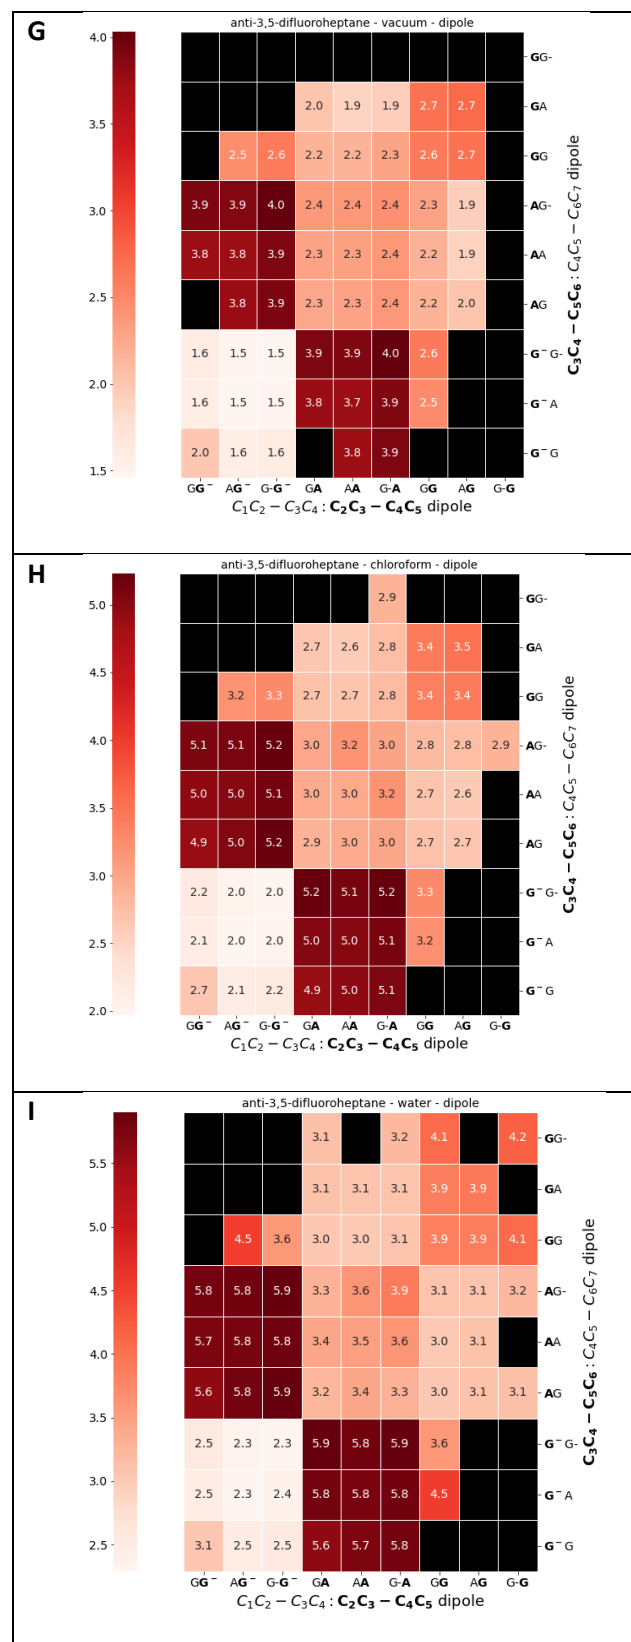 G
anti-3,5-difluoroheptane - vacuum - dipole
4.0
3.5
3.0
2.5
2.0
1.5
GG-
2.0 1.9 1.9 2.7 2.7 GA
2.5 2.6 2.2 2.2 2.3 2.6 2.7 GG
3.9 3.9 4.0 2.4 2.4 2.4 2.3 1.9 AG-
3.8 3.8 3.9 2.3 2.3 2.4 2.2 1.9 AA
3.8 3.9 2.3 2.3 2.4 2.2 2.0 AG
1.6 1.5 1.5 3.9 3.9 4.0 2.6 G⁻G-
1.6 1.5 1.5 3.8 3.7 3.9 2.5 G⁻A
2.0 1.6 1.6 3.8 3.9 G⁻G
C₃C₄ − C₅C₆ : C₄C₅ − C₆C₇ dipole
GG⁻ AG⁻ G-G⁻ GA AA G-A GG AG G-G
C₁C₂ − C₃C₄ : C₂C₃ − C₄C₅ dipole
H
anti-3,5-difluoroheptane - chloroform - dipole
5.0
4.5
4.0
3.5
3.0
2.5
2.0
2.9 GG-
2.7 2.6 2.8 3.4 3.5 GA
3.2 3.3 2.7 2.7 2.8 3.4 3.4 GG
5.1 5.1 5.2 3.0 3.2 3.0 2.8 2.8 2.9 AG-
5.0 5.0 5.1 3.0 3.0 3.2 2.7 2.6 AA
4.9 5.0 5.2 2.9 3.0 3.0 2.7 2.7 AG
2.2 2.0 2.0 5.2 5.1 5.2 3.3 G⁻G-
2.1 2.0 2.0 5.0 5.0 5.1 3.2 G⁻A
2.7 2.1 2.2 4.9 5.0 5.1 G⁻G
C₃C₄ − C₅C₆ : C₄C₅ − C₆C₇ dipole
GG⁻ AG⁻ G-G⁻ GA AA G-A GG AG G-G
C₁C₂ − C₃C₄ : C₂C₃ − C₄C₅ dipole
I
anti-3,5-difluoroheptane - water - dipole
5.5
5.0
4.5
4.0
3.5
3.0
2.5
3.1 3.2 4.1 4.2 GG-
3.1 3.1 3.1 3.9 3.9 GA
4.5 3.6 3.0 3.0 3.1 3.9 3.9 4.1 GG
5.8 5.8 5.9 3.3 3.6 3.9 3.1 3.1 3.2 AG-
5.7 5.8 5.8 3.4 3.5 3.6 3.0 3.1 AA
5.6 5.8 5.9 3.2 3.4 3.3 3.0 3.1 3.1 AG
2.5 2.3 2.3 5.9 5.8 5.9 3.6 G⁻G-
2.5 2.3 2.4 5.8 5.8 5.8 4.5 G⁻A
3.1 2.5 2.5 5.6 5.7 5.8 G⁻G
C₃C₄ − C₅C₆ : C₄C₅ − C₆C₇ dipole
GG⁻ AG⁻ G-G⁻ GA AA G-A GG AG G-G
C₁C₂ − C₃C₄ : C₂C₃ − C₄C₅ dipole